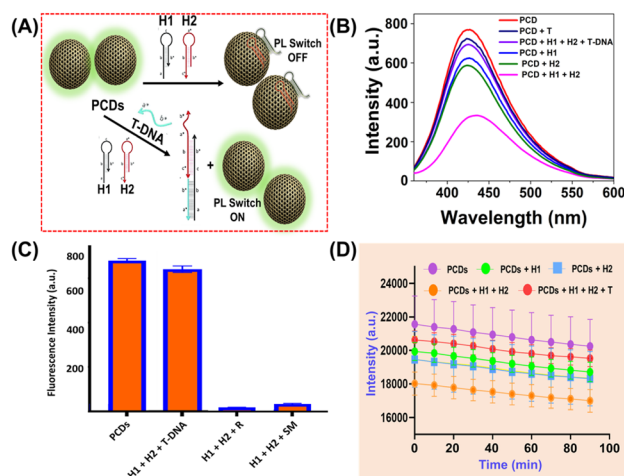 (A)
H1 H2
PL Switch
OFF
PCDs
a*
b*
T-DNA
H1 H2
+
PL Switch
ON
(B)
Intensity (a.u.)
800
600
400
200
0
400 450 500 550 600
Wavelength (nm)
PCD
PCD + T
PCD + H1 + H2 + T-DNA
PCD + H1
PCD + H2
PCD + H1 + H2
(C)
Fluorescence Intensity (a.u.)
800
600
400
200
PCDs
H1 + H2 + T-DNA
H1 + H2 + R
H1 + H2 + SM
(D)
PCDs PCDs + H1 PCDs + H2
PCDs + H1 + H2 PCDs + H1 + H2 + T
Intensity (a.u.)
24000
22000
20000
18000
16000
0 20 40 60 80 100
Time (min)